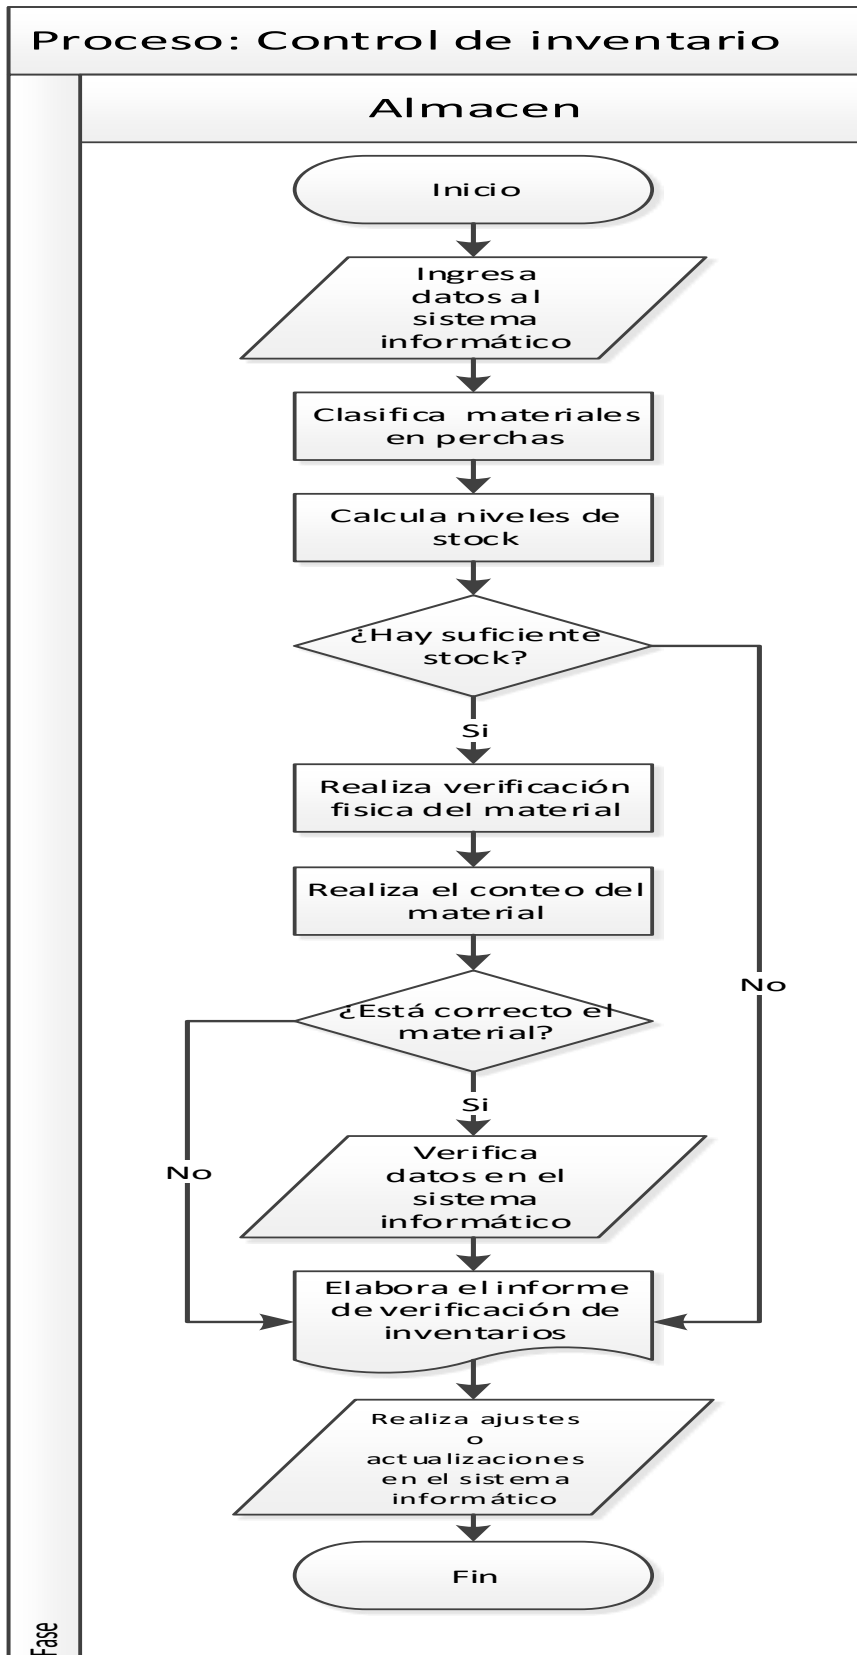 Proceso: Control de inventario
Almacen
Inicio
Ingresa
datos al
sistema
informático
Clasifica materiales
en perchas
Calcula niveles de
stock
¿Hay suficiente
stock?
Si
Realiza verificación
fisica del material
Realiza el conteo del
material
No
¿Está correcto el
material?
Si
No
Verifica
datos en el
sistema
informático
Elabora el informe
de verificación de
inventarios
Realiza ajustes
o
actualizaciones
en el sistema
informático
Fin
Fase